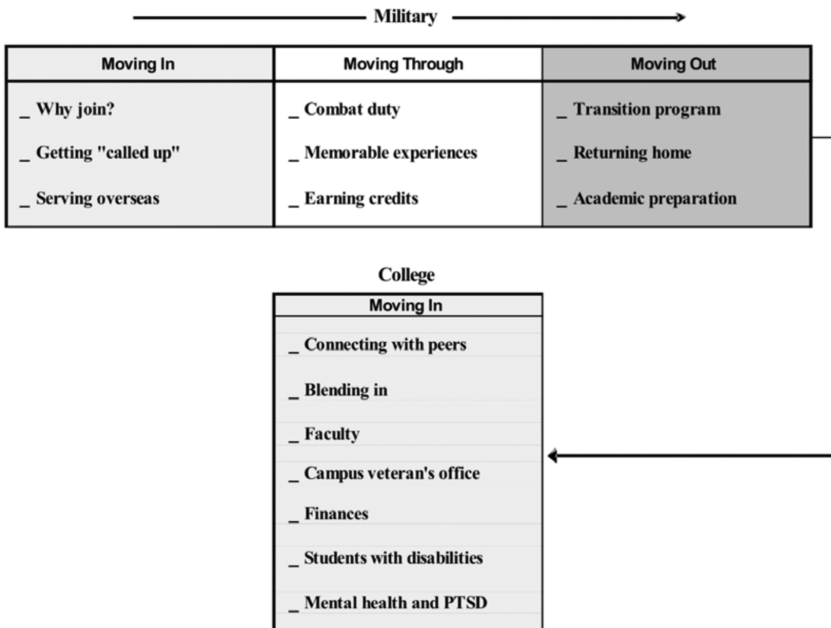 Military
Moving In
Moving Through
Moving Out
_ Why join?
_ Combat duty
_ Transition program
_ Getting "called up"
_ Memorable experiences
_ Returning home
_ Serving overseas
_ Earning credits
_ Academic preparation
College
Moving In
_ Connecting with peers
_ Blending in
_ Faculty
_ Campus veteran's office
_ Finances
_ Students with disabilities
_ Mental health and PTSD